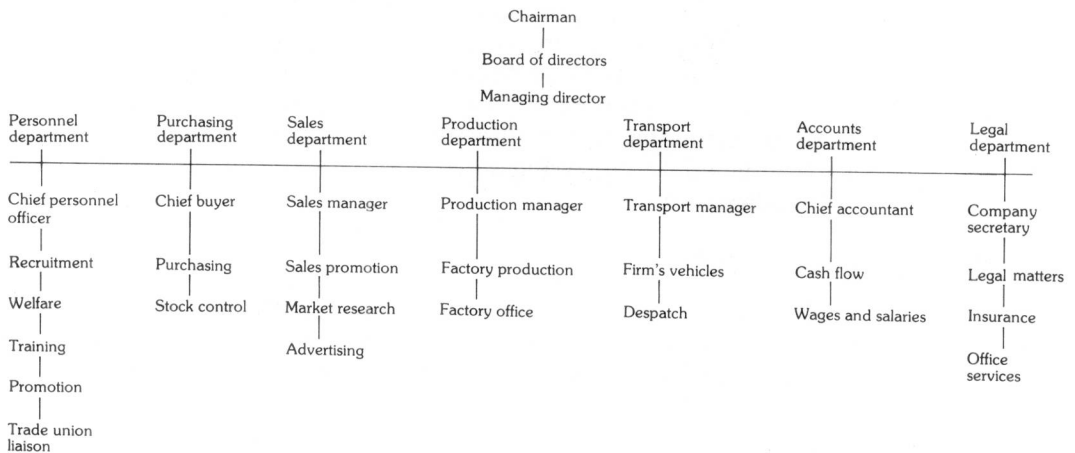 Chairman
Board of directors
Managing director
Personnel
department
Purchasing
department
Sales
department
Production
department
Transport
department
Accounts
department
Legal
department
Chief personnel
officer
Recruitment
Welfare
Training
Promotion
Trade union
liaison
Chief buyer
Purchasing
Stock control
Sales manager
Sales promotion
Market research
Advertising
Production manager
Factory production
Factory office
Transport manager
Firm's vehicles
Despatch
Chief accountant
Cash flow
Wages and salaries
Company
secretary
Legal matters
Insurance
Office
services